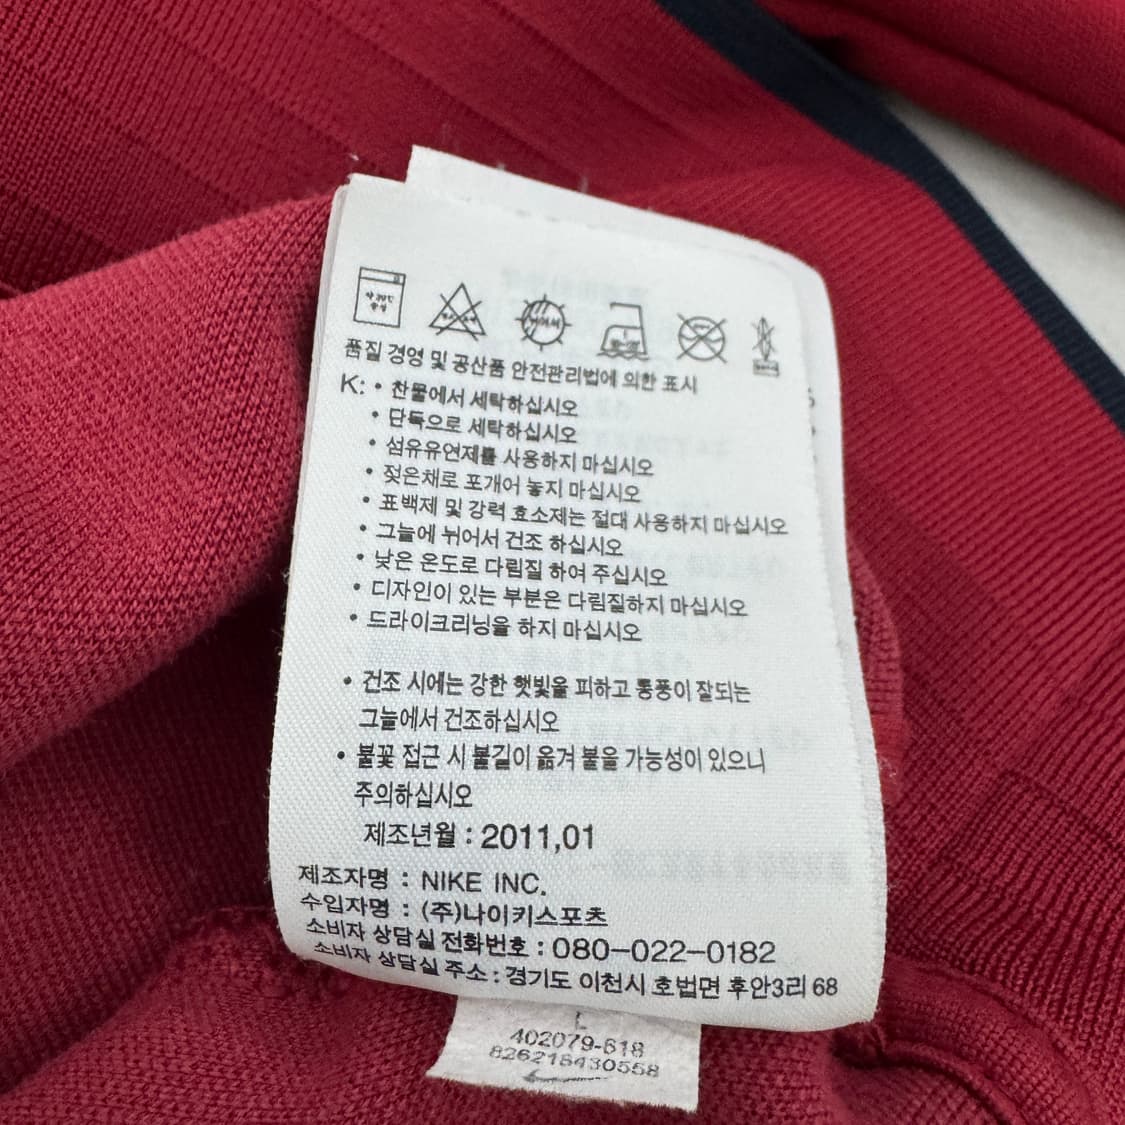 품질 경영 및 공산품 안전관리법에 의한 표시
K: • 찬물에서 세탁하십시오
• 단독으로 세탁하십시오
• 섬유유연제를 사용하지 마십시오
• 젖은채로 포개어 놓지 마십시오
• 표백제 및 강력 효소제는 절대 사용하지 마십시오
• 그늘에 뉘어서 건조 하십시오
• 낮은 온도로 다림질 하여 주십시오
• 디자인이 있는 부분은 다림질하지 마십시오
• 드라이크리닝을 하지 마십시오
• 건조 시에는 강한 햇빛을 피하고 통풍이 잘되는
그늘에서 건조하십시오
• 불꽃 접근 시 불길이 옮겨 붙을 가능성이 있으니
주의하십시오
제조년월 : 2011,01
제조자명 : NIKE INC.
수입자명 : (주)나이키스포츠
소비자 상담실 전화번호 : 080-022-0182
소비자 상담실 주소 : 경기도 이천시 호법면 후안3리 68
L
402079-618
826218430558